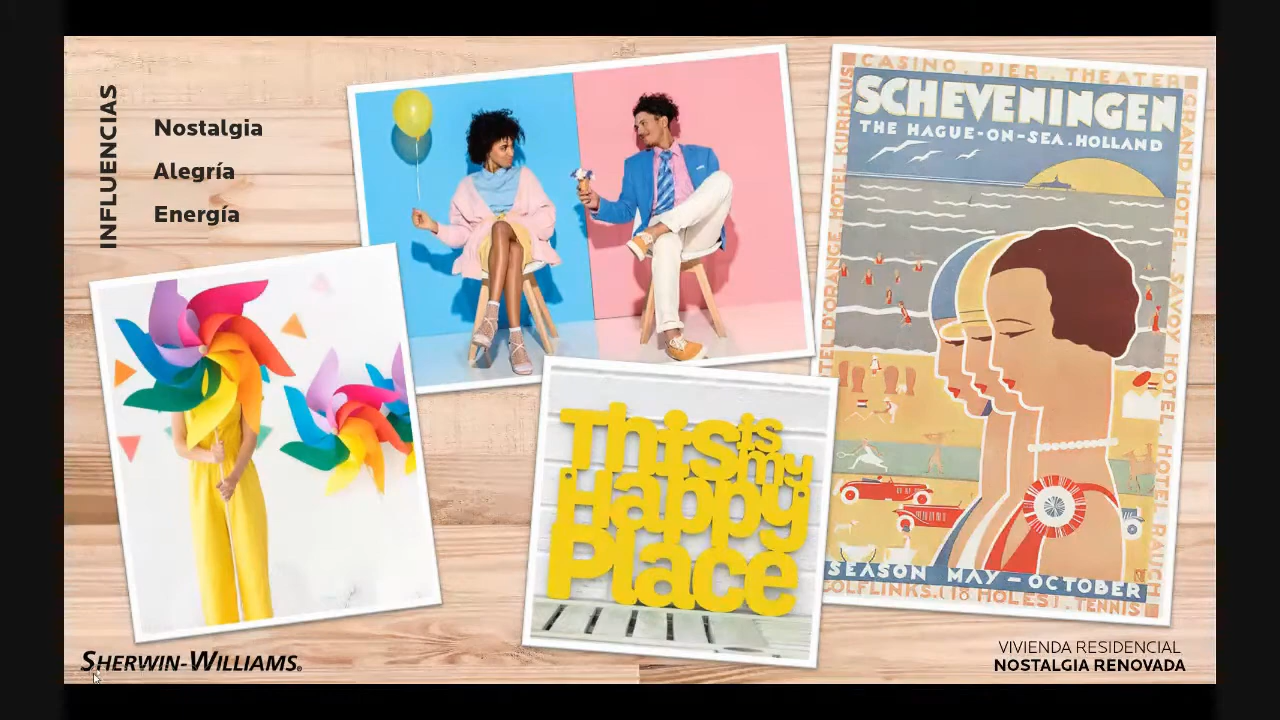 INFLUENCIAS
Nostalgia
Alegría
Energía
CASINO. PIER. THEATER
SCHEVENINGEN
THE HAGUE-ON-SEA.HOLLAND
HOTEL KURHAUS
HOTEL D'ORANGE
GRAND HOTEL. SAVOY HOTEL. HOTEL RAUCH
SEASON MAY-OCTOBER
GOLFLINKS.(18 HOLES).TENNIS
This is
my
Happy
Place
SHERWIN-WILLIAMS.
VIVIENDA RESIDENCIAL
NOSTALGIA RENOVADA